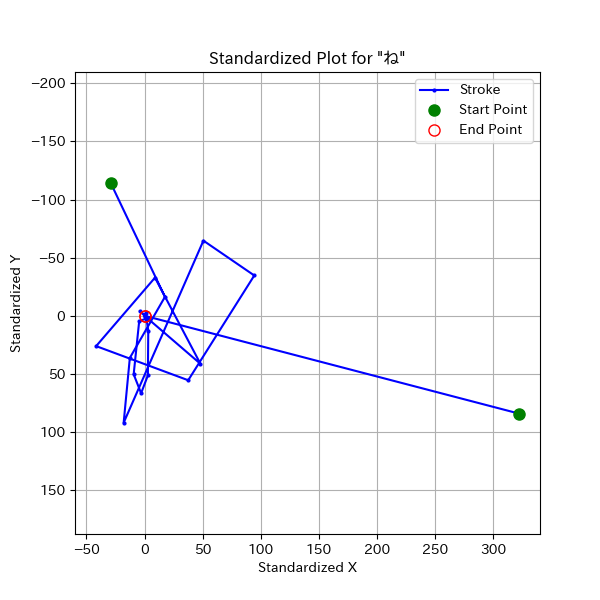 Standardized Plot for "ね"
Stroke
Start Point
End Point
Standardized Y
−200
−150
−100
−50
0
50
100
150
−50 0 50 100 150 200 250 300
Standardized X